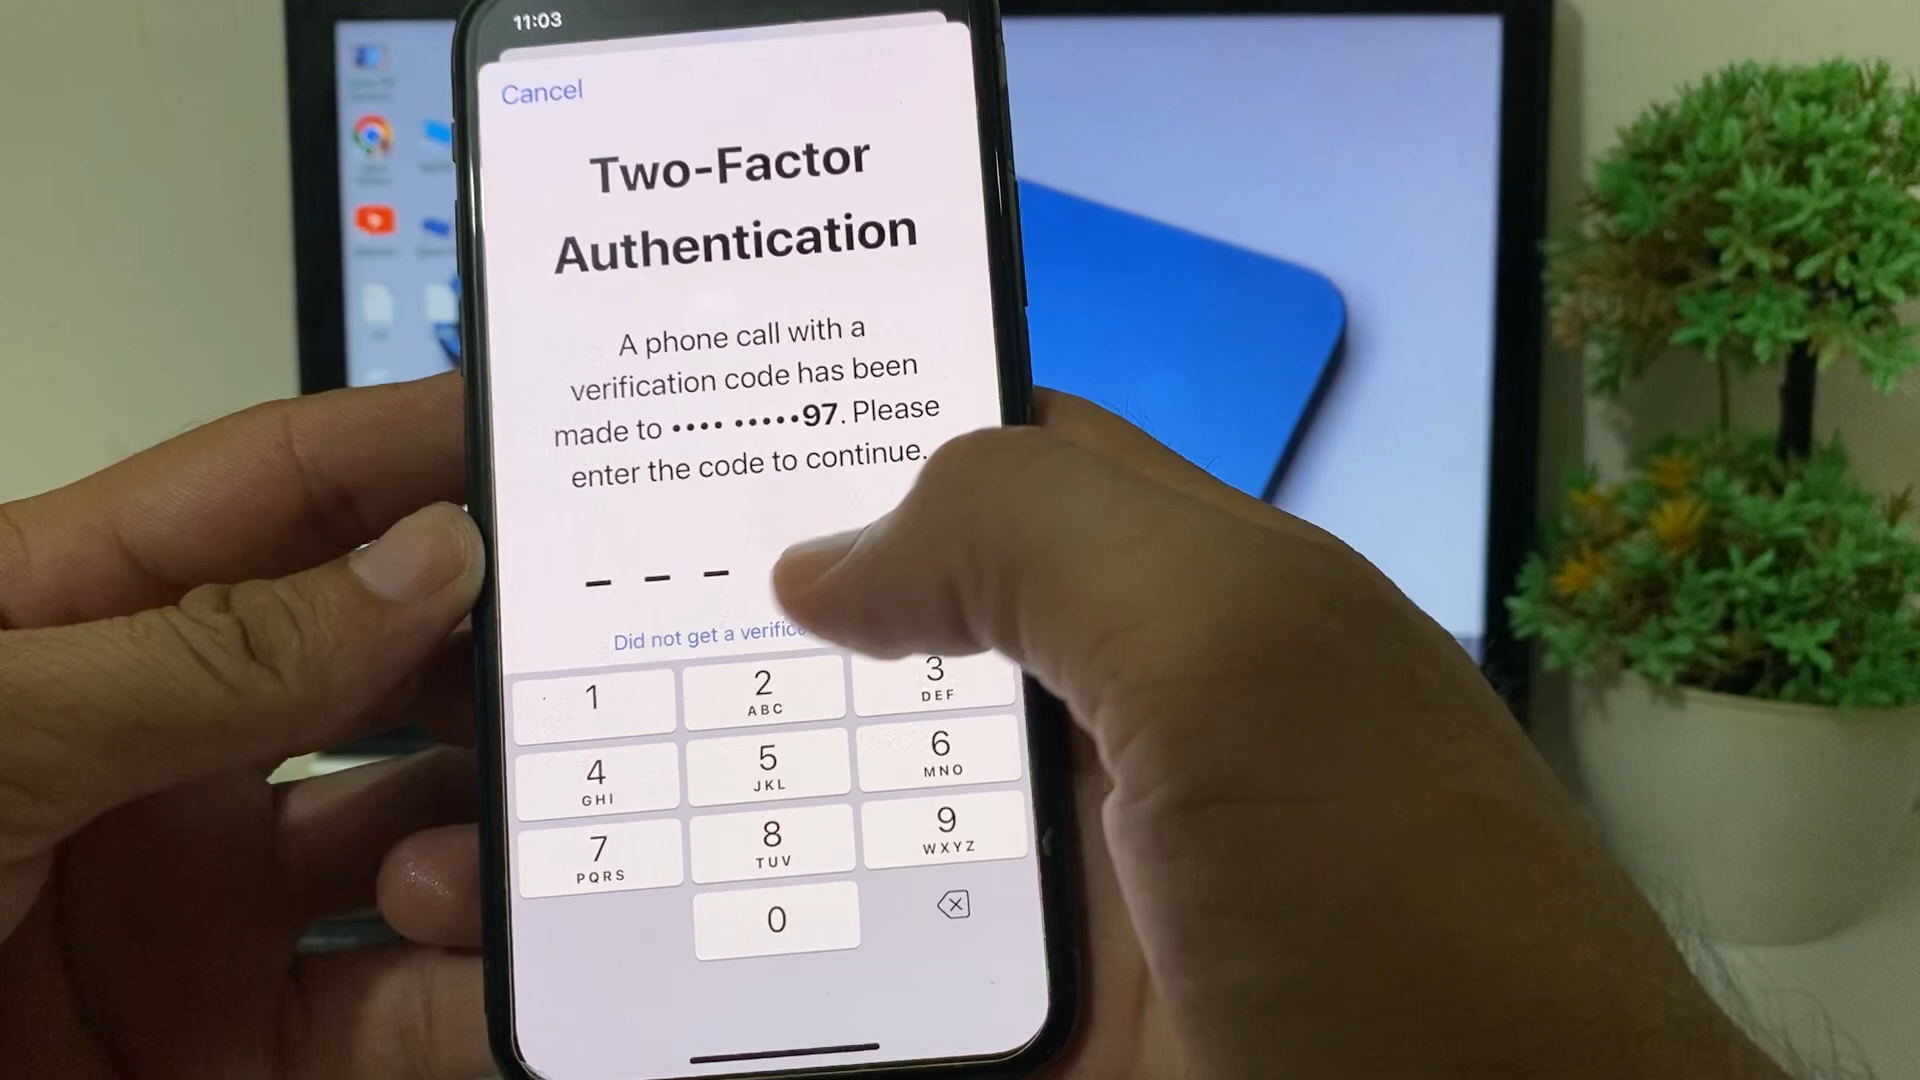 11:03
Cancel
Two-Factor
Authentication
A phone call with a
verification code has been
made to •••• •••••97. Please
enter the code to continue.
Did not get a
1
2
ABC
3
DEF
4
GHI
5
JKL
6
MNO
7
PQRS
8
TUV
9
WXYZ
0